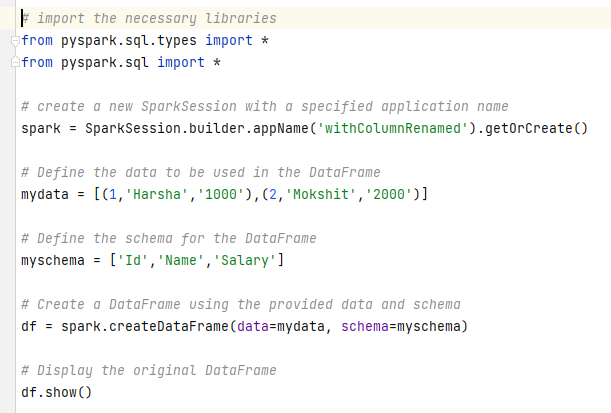 # import the necessary libraries
from pyspark.sql.types import *
from pyspark.sql import *
# create a new SparkSession with a specified application name
spark = SparkSession.builder.appName('withColumnRenamed').getOrCreate()
# Define the data to be used in the DataFrame
mydata = [(1,'Harsha','1000'),(2,'Mokshit','2000')]
# Define the schema for the DataFrame
myschema = ['Id','Name','Salary']
# Create a DataFrame using the provided data and schema
df = spark.createDataFrame(data=mydata, schema=myschema)
# Display the original DataFrame
df.show()